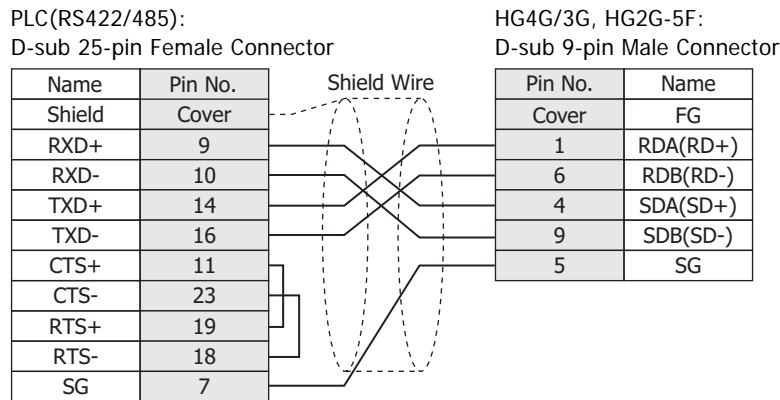 PLC(RS422/485):
D-sub 25-pin Female Connector
HG4G/3G, HG2G-5F:
D-sub 9-pin Male Connector
Name Pin No. Shield Wire Pin No. Name
Shield Cover Cover FG
RXD+ 9 1 RDA(RD+)
RXD- 10 6 RDB(RD-)
TXD+ 14 4 SDA(SD+)
TXD- 16 9 SDB(SD-)
CTS+ 11 5 SG
CTS- 23
RTS+ 19
RTS- 18
SG 7